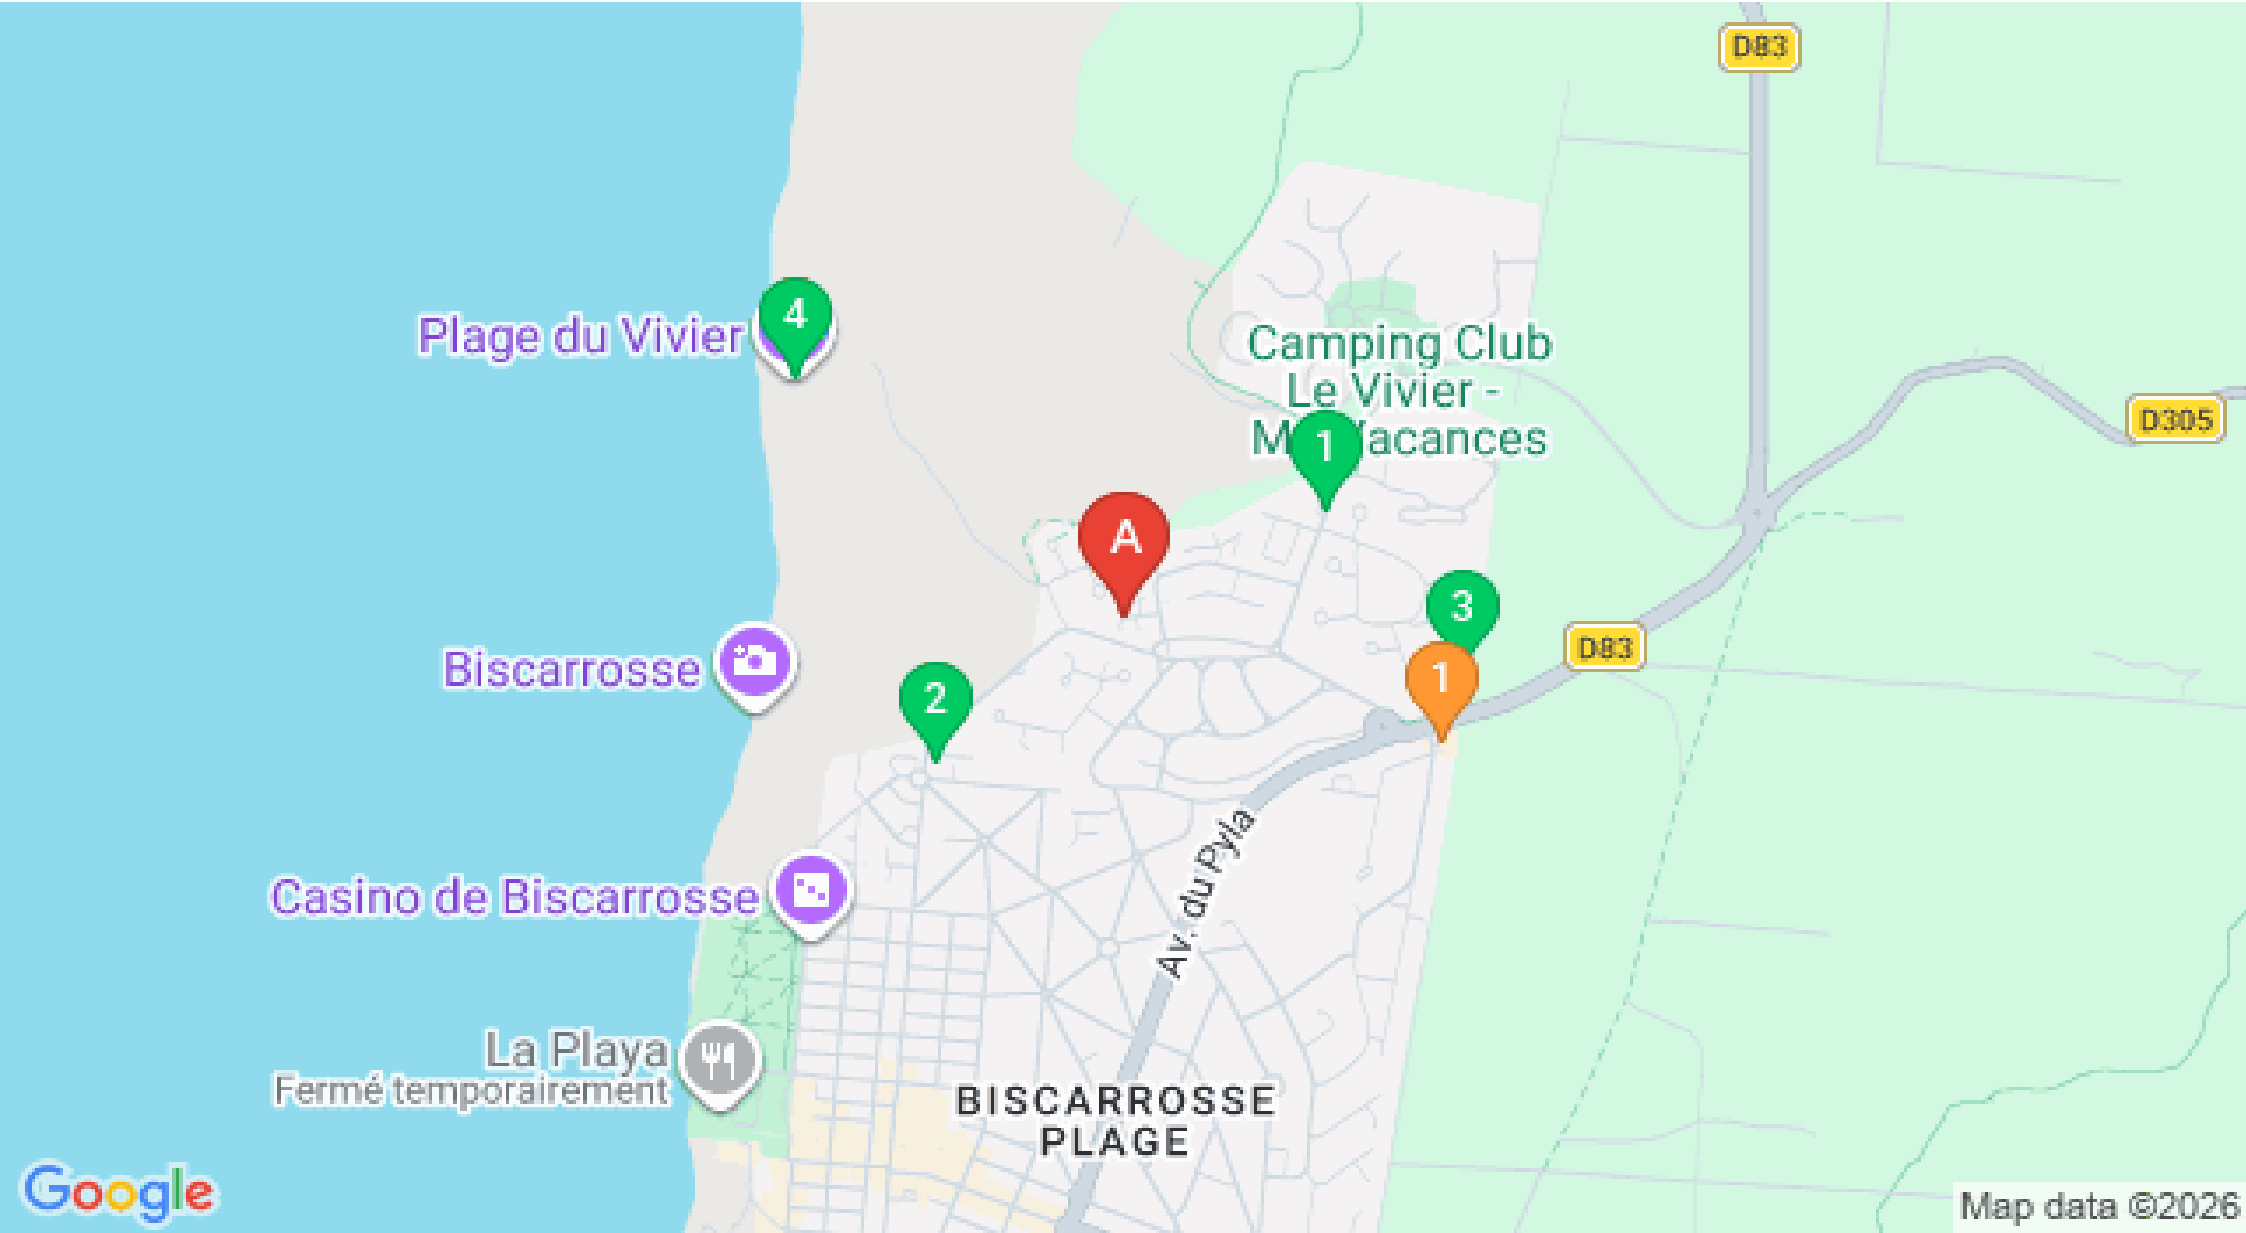 D83
4
Plage du Vivier
Camping Club
Le Vivier -
1
acances
D305
A
3
D83
1
Biscarrosse
2
Av. du Pyla
Casino de Biscarrosse
La Playa
Fermé temporairement
BISCARROSSE
PLAGE
Google
Map data ©2026